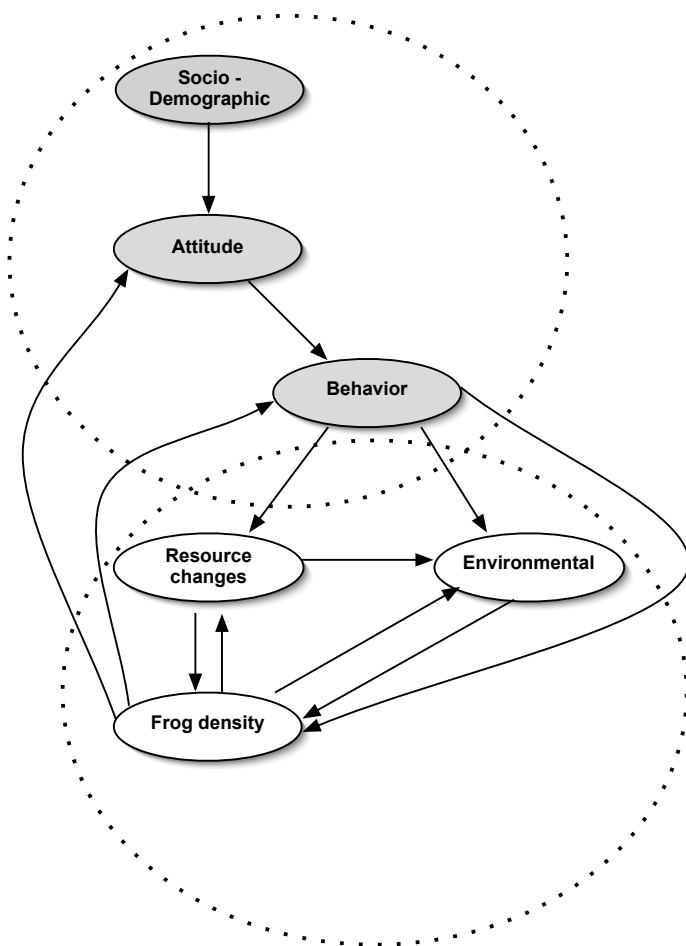 Socio -
Demographic
Attitude
Behavior
Resource
changes
Environmental
Frog density